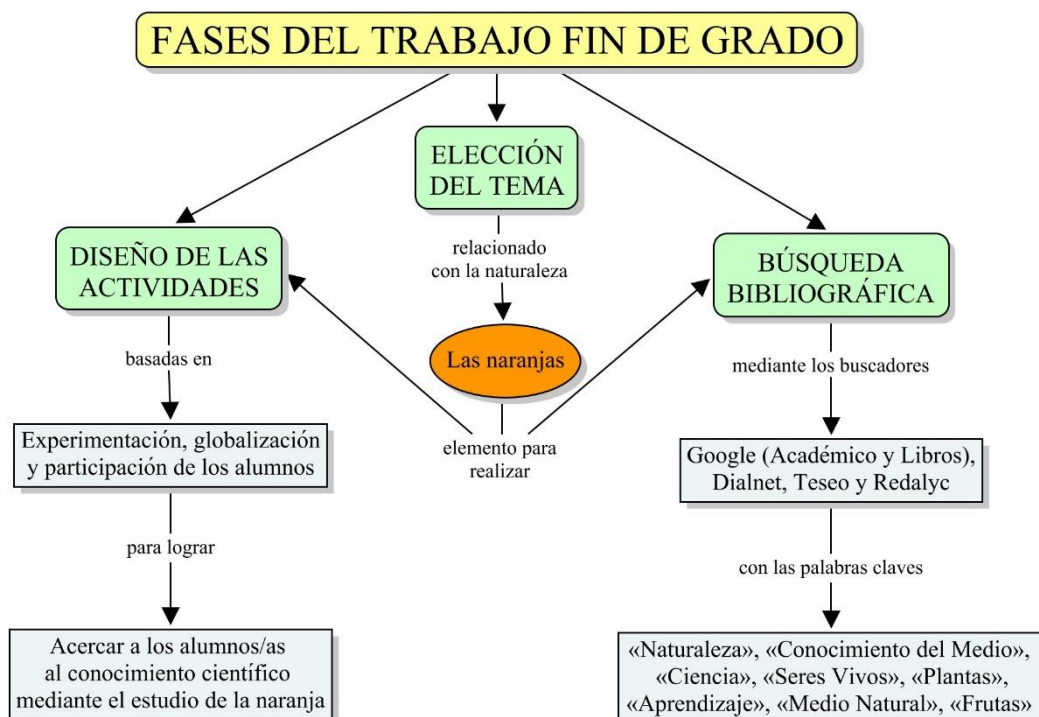 FASES DEL TRABAJO FIN DE GRADO
ELECCIÓN
DEL TEMA
relacionado
con la naturaleza
Las naranjas
elemento para
realizar
DISEÑO DE LAS
ACTIVIDADES
basadas en
Experimentación, globalización
y participación de los alumnos
para lograr
Acercar a los alumnos/as
al conocimiento científico
mediante el estudio de la naranja
BÚSQUEDA
BIBLIOGRÁFICA
mediante los buscadores
Google (Académico y Libros),
Dialnet, Teseo y Redalyc
con las palabras claves
«Naturaleza», «Conocimiento del Medio»,
«Ciencia», «Seres Vivos», «Plantas»,
«Aprendizaje», «Medio Natural», «Frutas»